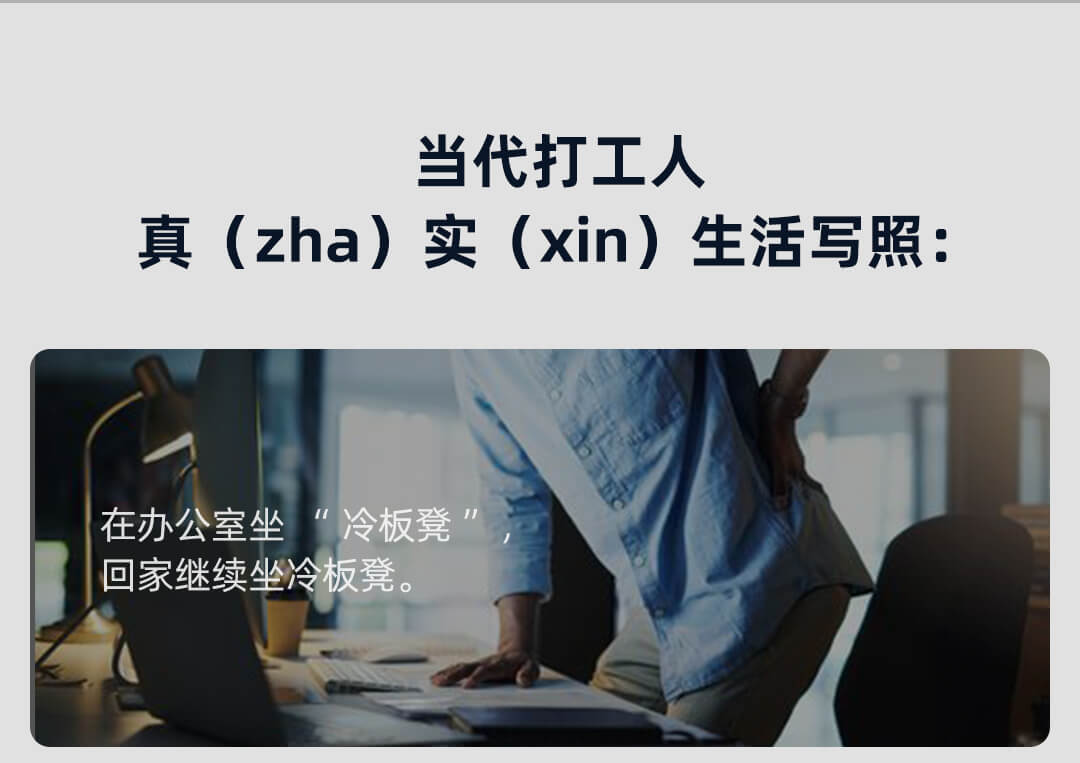 当代打工人
真（zha）实（xin）生活写照：
在办公室坐 “ 冷板凳 ” ，
回家继续坐冷板凳。